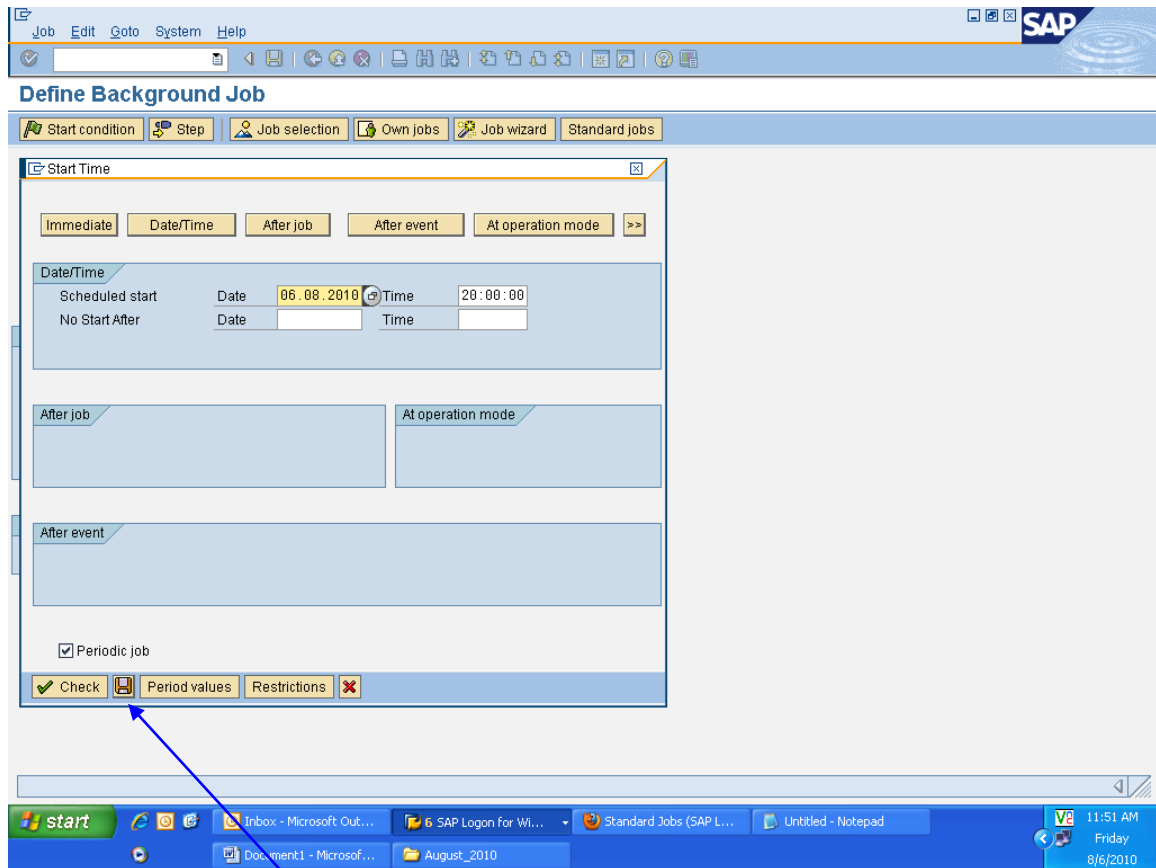 Job Edit Goto System Help
SAP
Define Background Job
Start condition Step Job selection Own jobs Job wizard Standard jobs
Start Time
Immediate Date/Time After job After event At operation mode >>
Date/Time
Scheduled start Date 06.08.2010 Time 20:00:00
No Start After Date Time
After job At operation mode
After event
Periodic job
Check Period values Restrictions
start Inbox - Microsoft Out... 6 SAP Logon for Wi... Standard Jobs (SAP L... Untitled - Notepad 11:51 AM
Friday
Document1 - Microsof... August_2010 8/6/2010